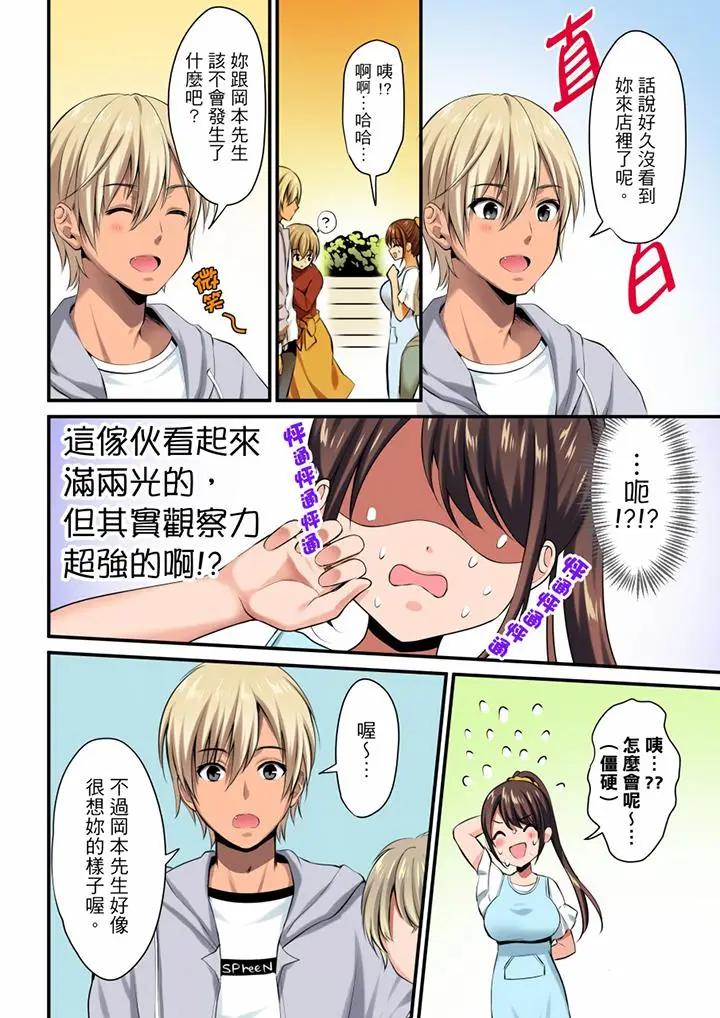 話說好久沒看到
妳來店裡了呢。
直
白
咦!?
啊啊…哈哈…
?
妳跟岡本先生
該不會發生了
什麼吧?
微笑~
…呃!?!?
這傢伙看起來
滿兩光的，
但其實觀察力
超強的啊!?
怦通怦通怦通
怦通怦通怦通
咦…??
怎麼會呢～…
(僵硬)
喔～…
不過岡本先生好像
很想妳的樣子喔。
SPheeN